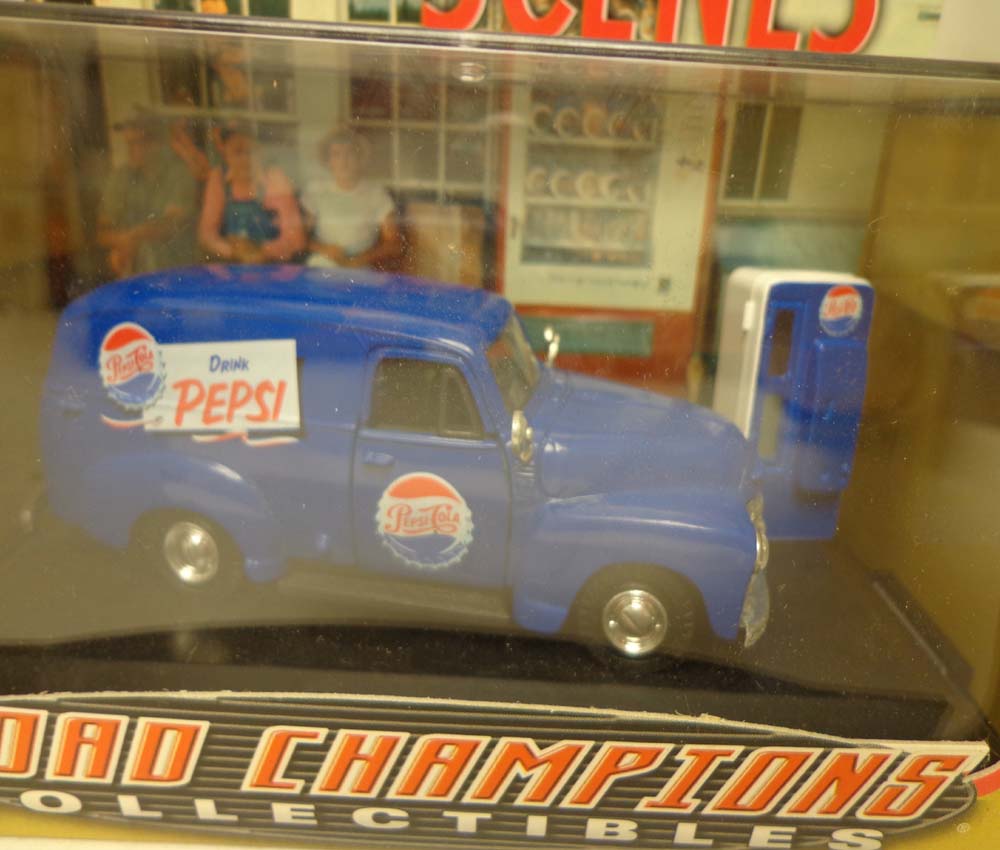 SCENES
PEPSI-COLA
DRINK
PEPSI
PEPSI-COLA
OAD CHAMPIONS
OLLECTIBLES
®